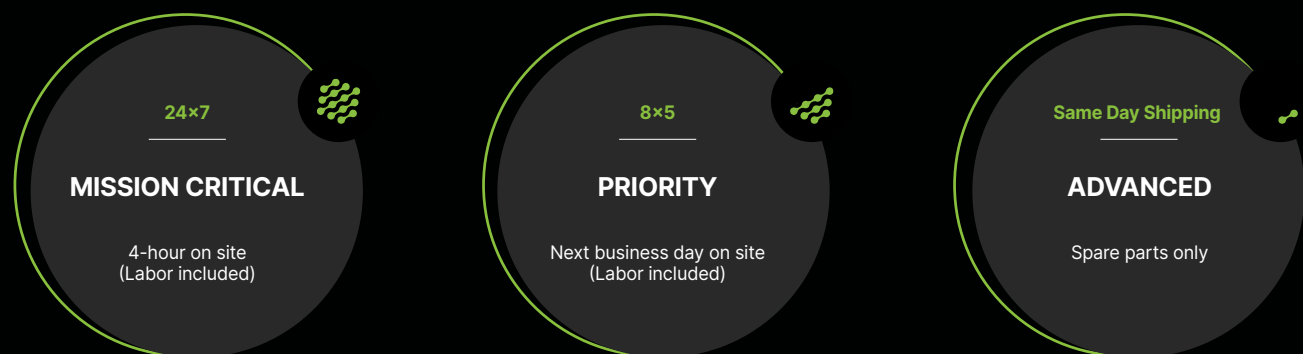 24×7
MISSION CRITICAL
4-hour on site
(Labor included)
8×5
PRIORITY
Next business day on site
(Labor included)
Same Day Shipping
ADVANCED
Spare parts only